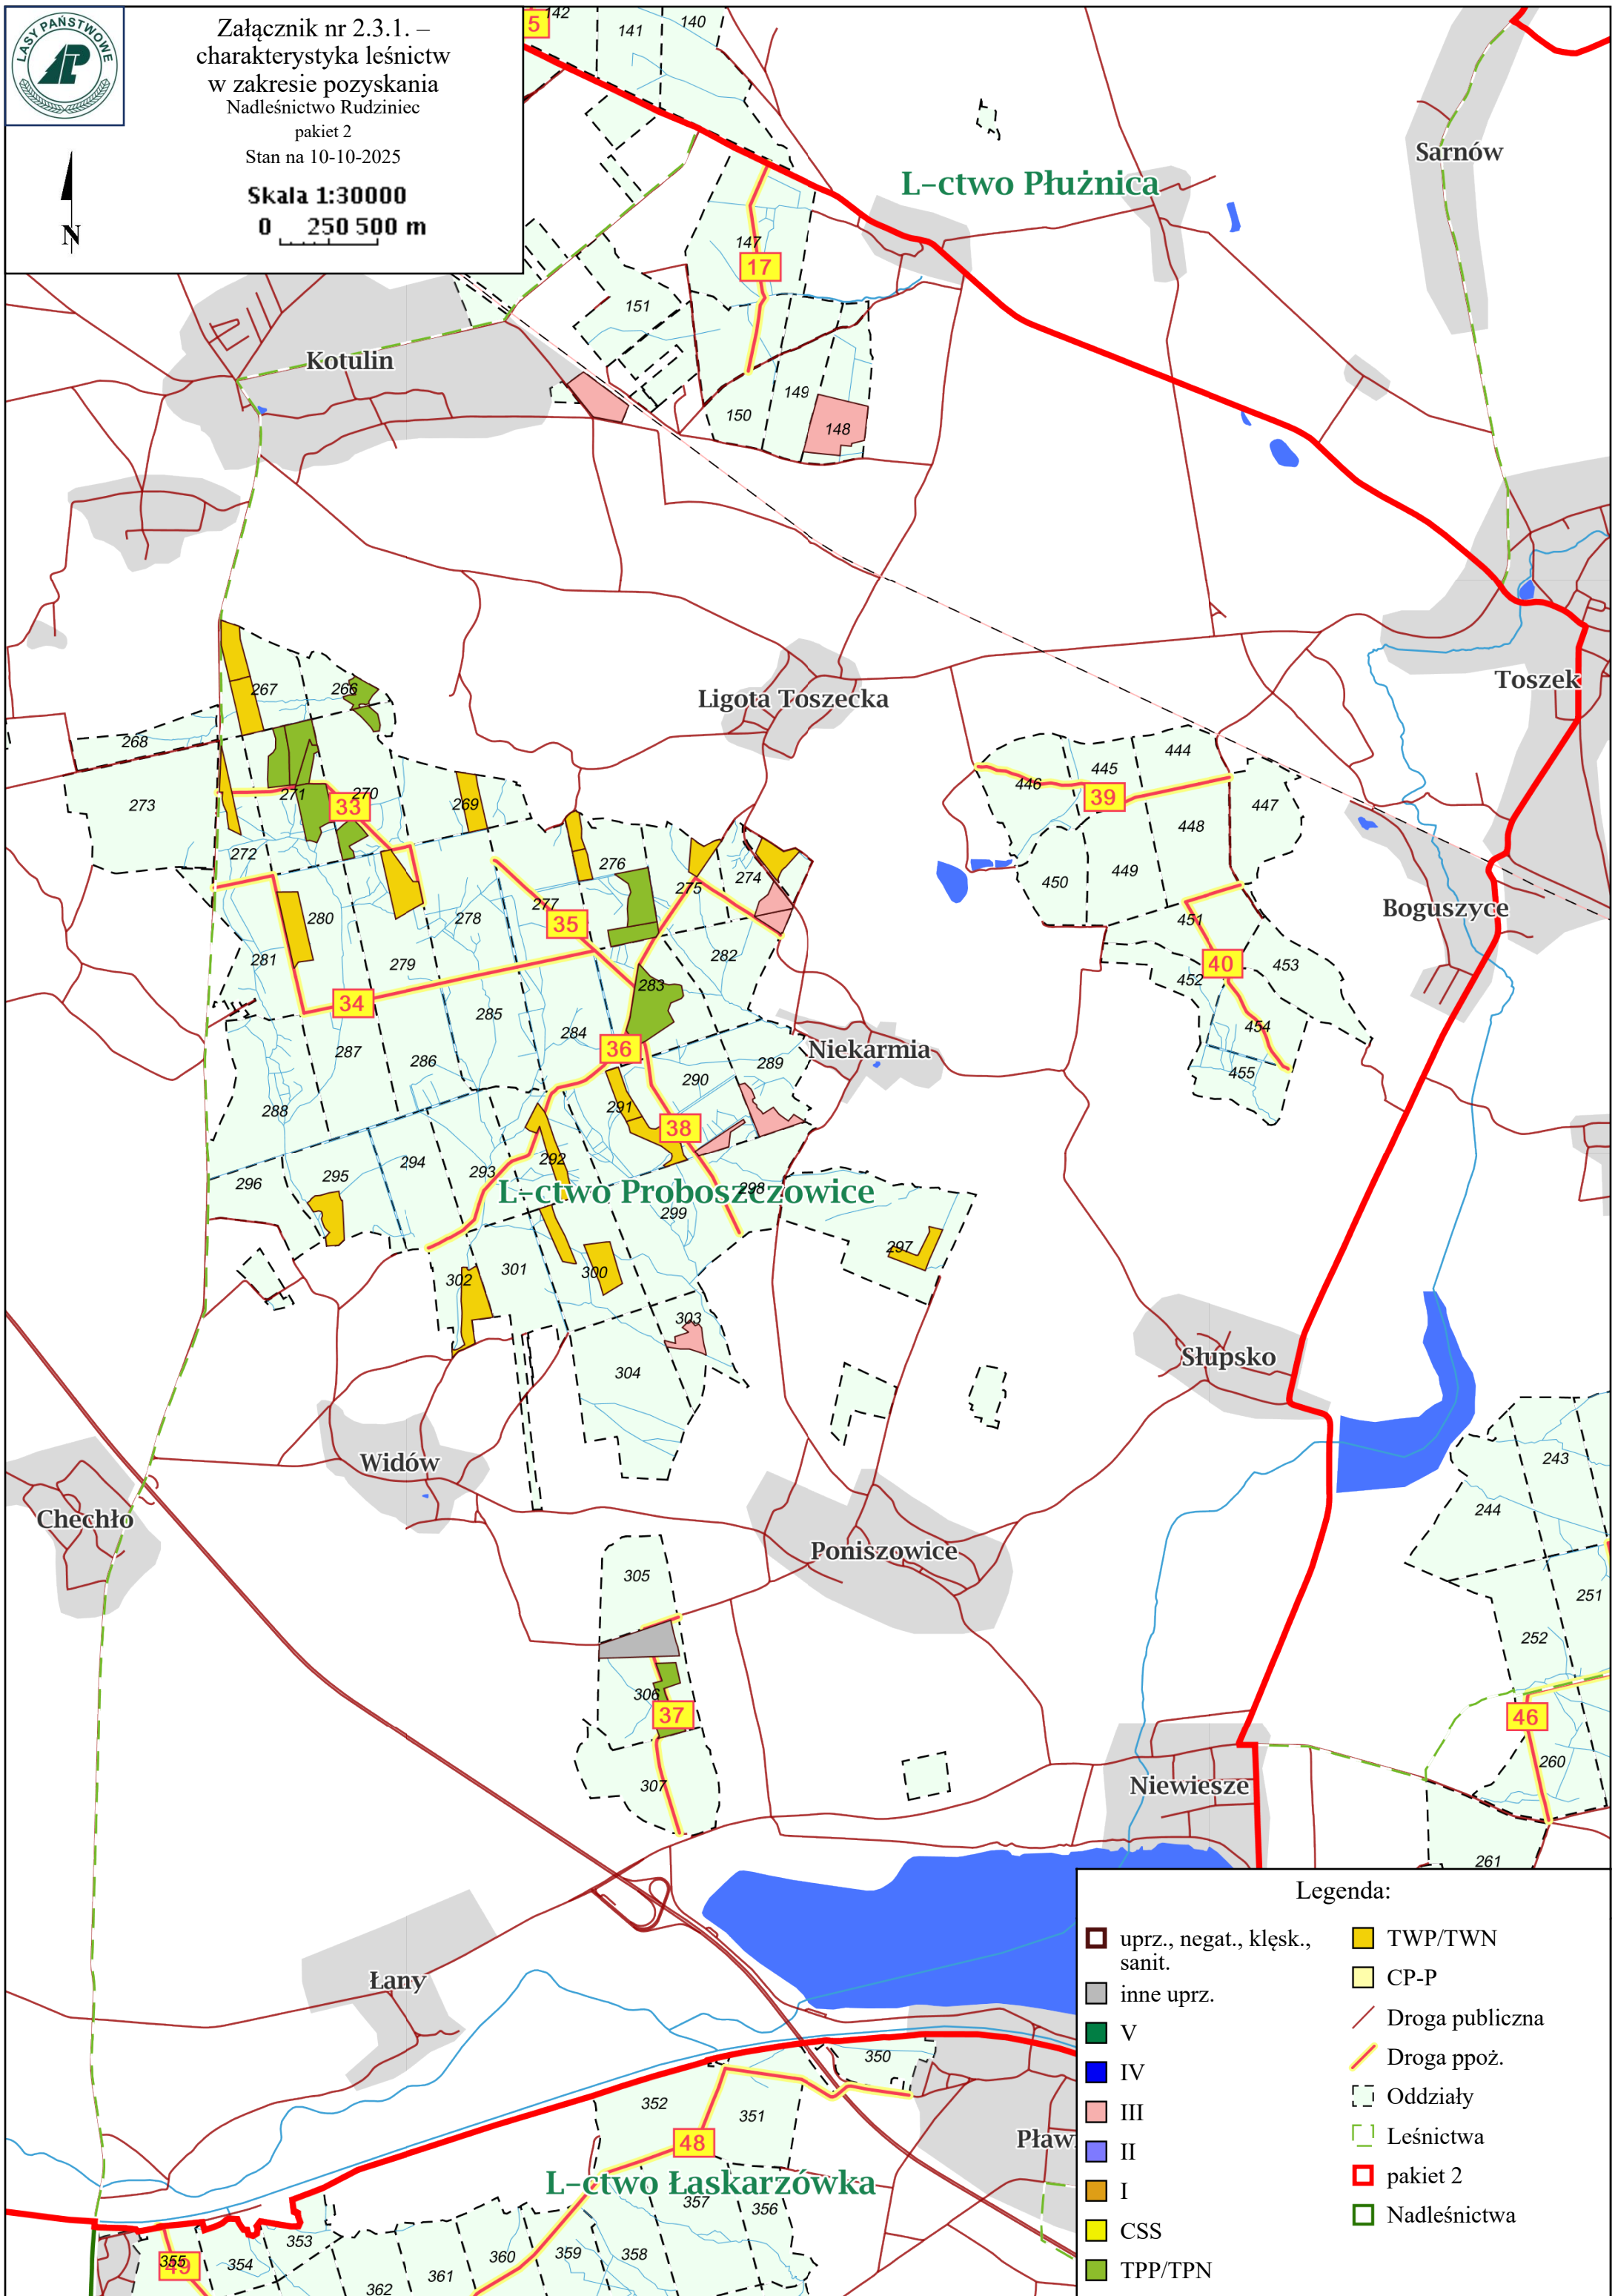 LASY PAŃSTWOWE
Załącznik nr 2.3.1. –
charakterystyka leśnictw
w zakresie pozyskania
Nadleśnictwo Rudziniec
pakiet 2
Stan na 10-10-2025
Skala 1:30000
0 250 500 m
N
5
142
141
140
Sarnów
L-ctwo Płużnica
147
17
151
Kotulin
149
150
148
267
266
Ligota Toszecka
Toszek
268
444
445
446
39
273
271
270
33
269
447
448
272
276
274
275
449
450
280
278
277
35
451
Boguszyce
281
279
282
40
453
452
34
283
285
284
454
287
286
36
Niekarmia
290
289
455
288
291
38
296
295
294
293
292
L-ctwo Proboszczowice
298
299
297
302
301
300
303
304
Słupsko
Widów
243
244
Chechło
Poniszowice
305
251
252
306
37
46
260
307
Niewiesze
261
Łany
350
352
351
48
Pław
L-ctwo Łaskarzówka
357
356
353
355
49
354
360
359
358
361
362
Legenda:
uprz., negat., klęsk.,
sanit.
inne uprz.
V
IV
III
II
I
CSS
TPP/TPN
TWP/TWN
CP-P
Droga publiczna
Droga ppoż.
Oddziały
Leśnictwa
pakiet 2
Nadleśnictwa